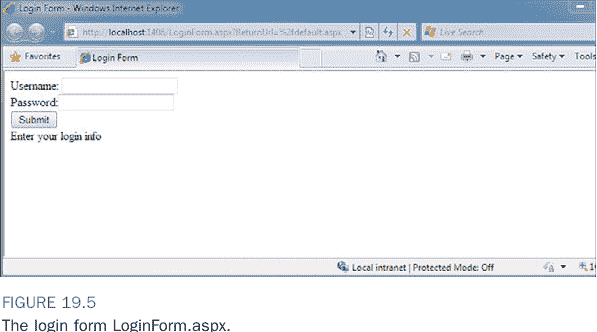 Login Form - Windows Internet Explorer
http://localhost:1406/LoginForm.aspx?ReturnUrl=%2fdefault.aspx Live Search
Favorites Login Form Page Safety Tools
Username:
Password:
Submit
Enter your login info
Local intranet | Protected Mode: Off
FIGURE 19.5
The login form LoginForm.aspx.